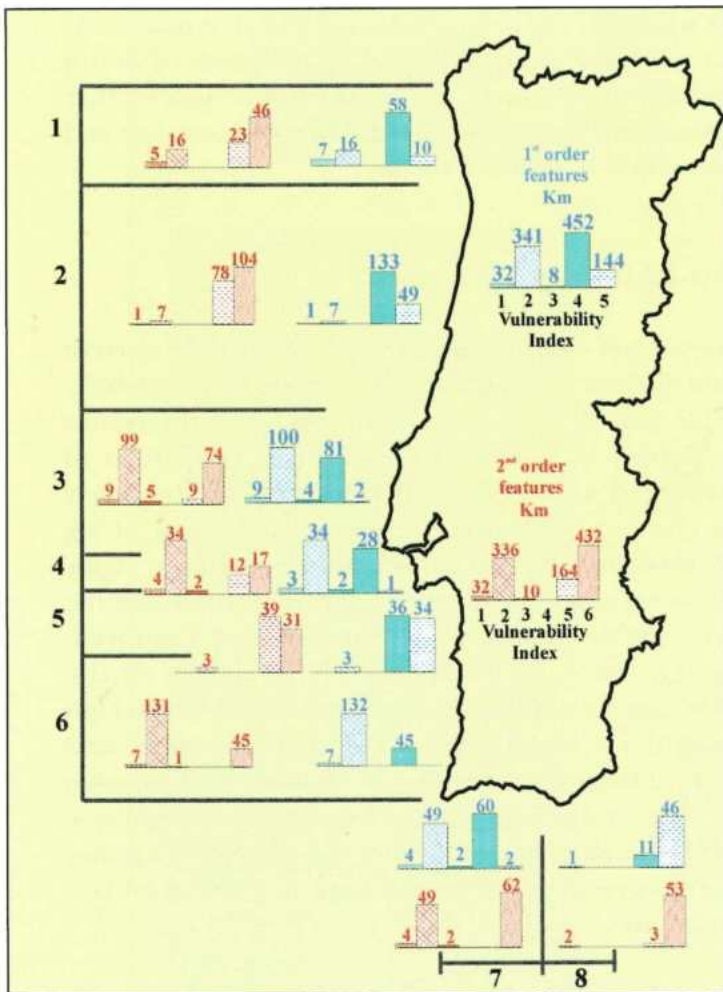 1
5 16 23 46
7 16 58 10
1st order
features
Km
32 341 8 452 144
1 2 3 4 5
Vulnerability
Index
2
1 7 78 104
1 7 133 49
3
9 99 5 9 74
9 100 4 81 2
2nd order
features
Km
32 336 10 164 432
1 2 3 4 5 6
Vulnerability
Index
4
4 34 2 12 17
3 34 2 28 1
5
3 39 31
3 36 34
6
7 131 1 45
7 132 45
4 49 2 60 2
1 11 46
4 49 2 62
2 3 53
7 8